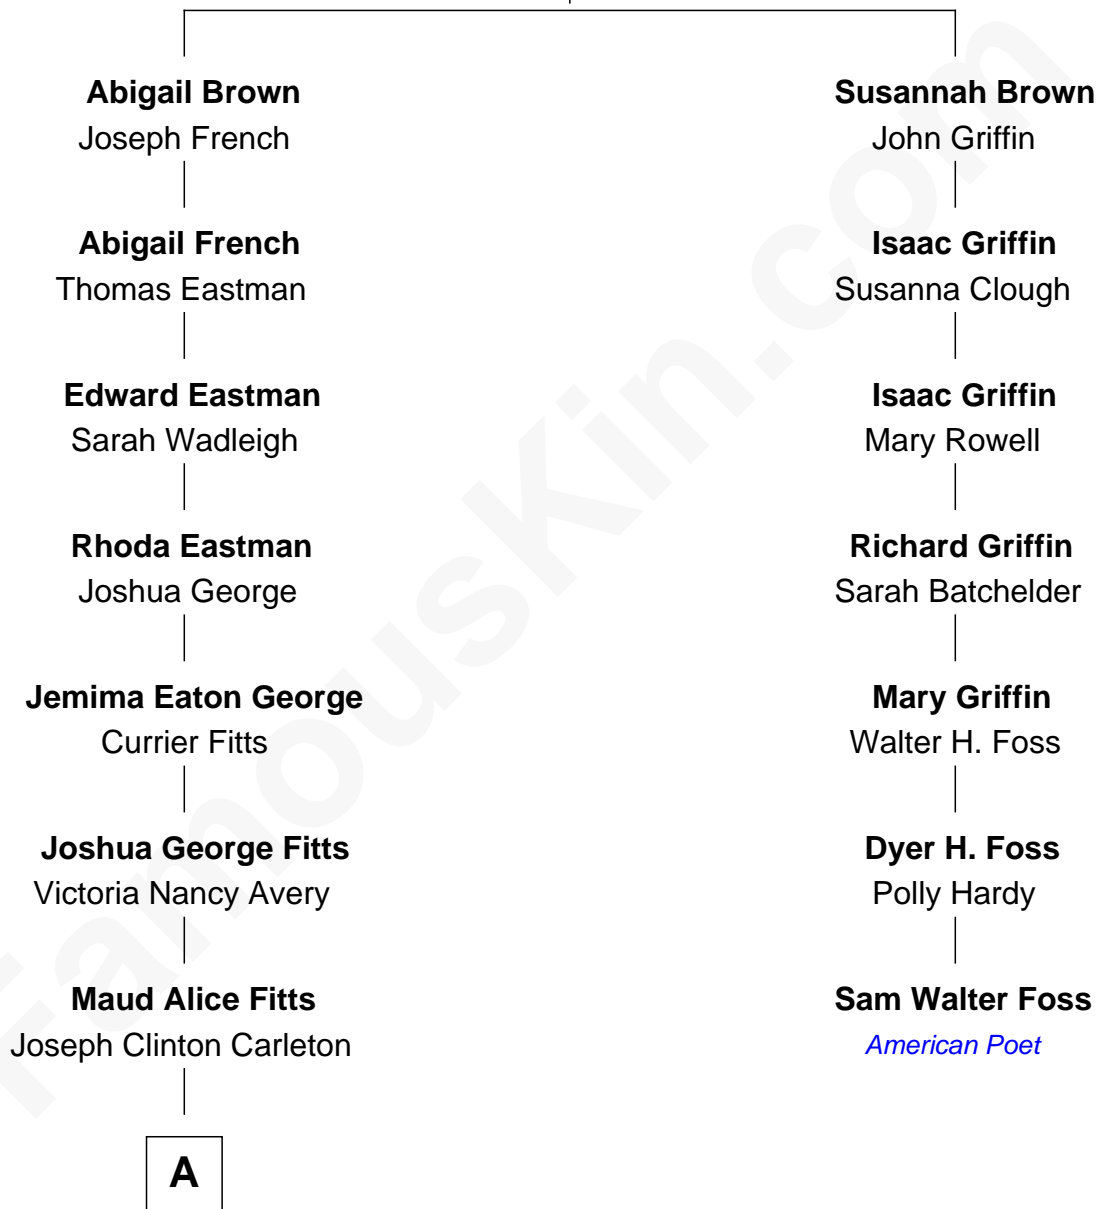 Abigail Brown
Joseph French
Abigail French
Thomas Eastman
Edward Eastman
Sarah Wadleigh
Rhoda Eastman
Joshua George
Jemima Eaton George
Currier Fitts
Joshua George Fitts
Victoria Nancy Avery
Maud Alice Fitts
Joseph Clinton Carleton
A
Susannah Brown
John Griffin
Isaac Griffin
Susanna Clough
Isaac Griffin
Mary Rowell
Richard Griffin
Sarah Batchelder
Mary Griffin
Walter H. Foss
Dyer H. Foss
Polly Hardy
Sam Walter Foss
American Poet
FamousKin.com